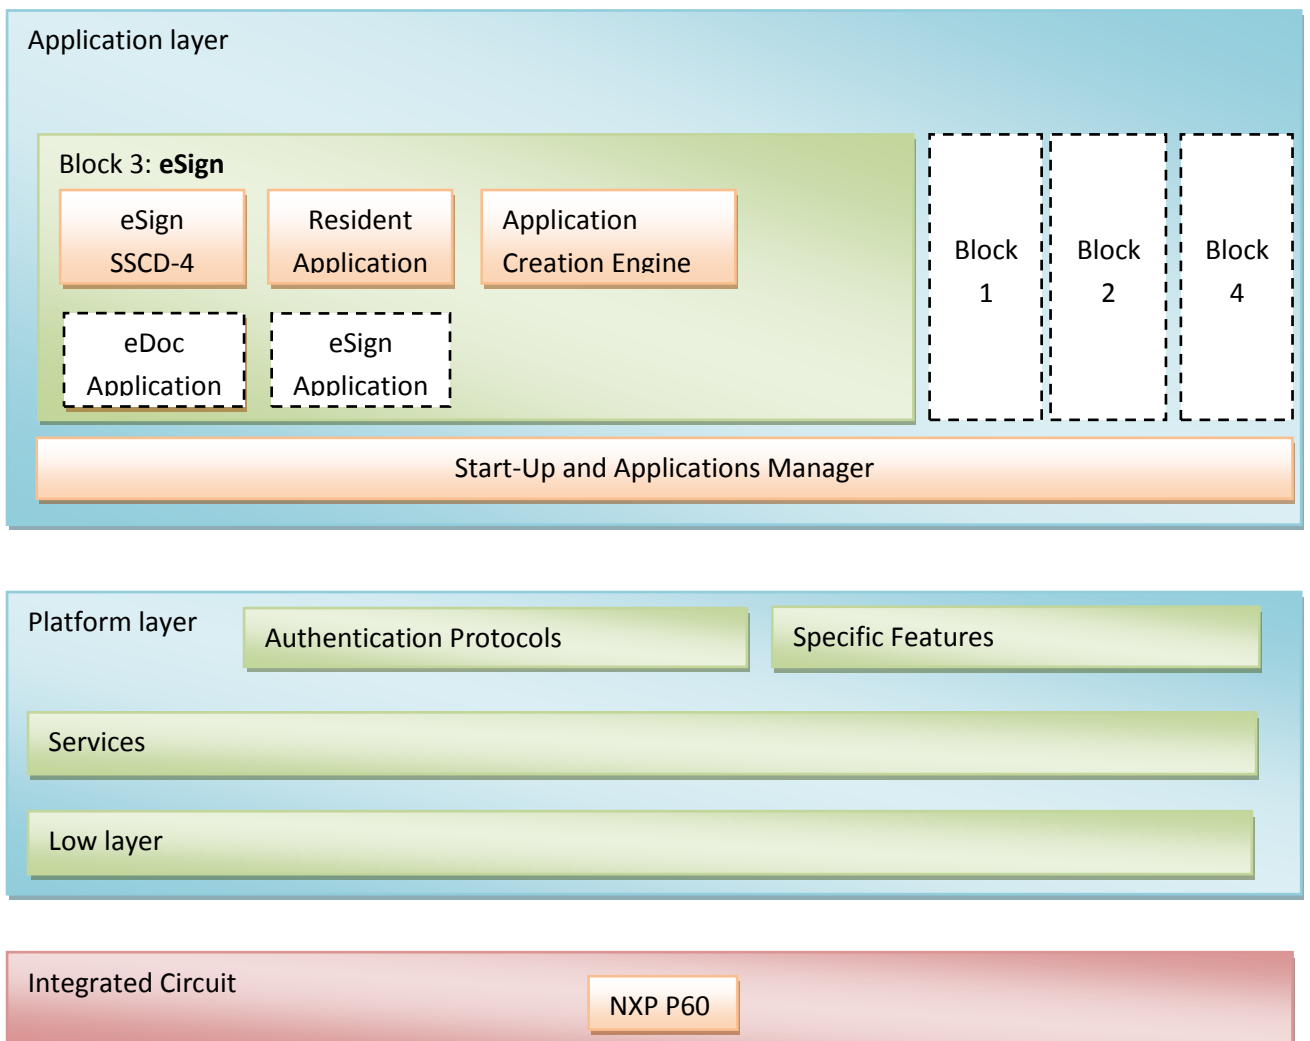 Application layer
Block 3: eSign
eSign
SSCD-4
Resident
Application
Application
Creation Engine
eDoc
Application
eSign
Application
Block
1
Block
2
Block
4
Start-Up and Applications Manager
Platform layer
Authentication Protocols
Specific Features
Services
Low layer
Integrated Circuit
NXP P60